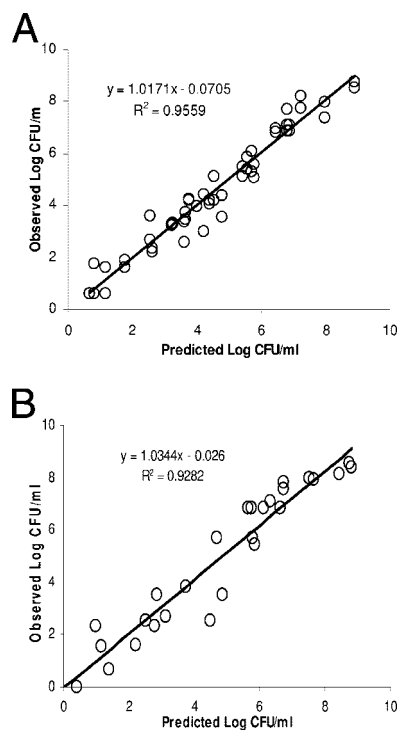 A
10
8
6
4
2
0
Observed Log CFU/m
y = 1.0171x - 0.0705
R² = 0.9559
0 2 4 6 8 10
Predicted Log CFU/ml
B
10
8
6
4
2
0
Observed Log CFU/ml
y = 1.0344x - 0.026
R² = 0.9282
0 2 4 6 8 10
Predicted Log CFU/ml